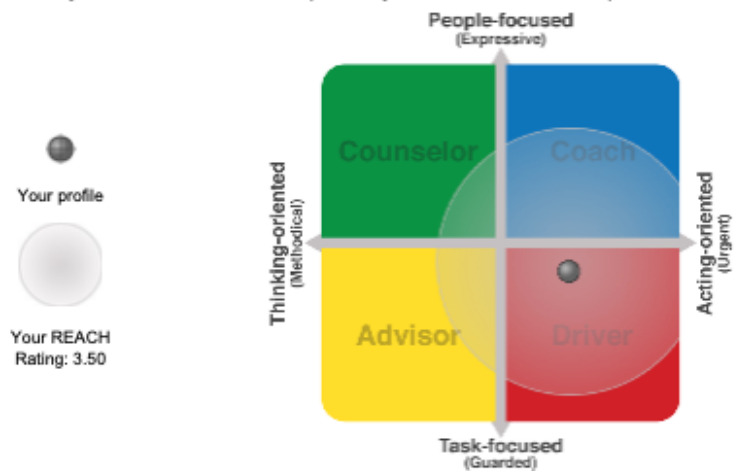 People-focused
(Expressive)
Counselor
Coach
Your profile
Thinking-oriented
(Methodical)
Acting-oriented
(Urgent)
Your REACH
Rating: 3.50
Advisor
Driver
Task-focused
(Guarded)